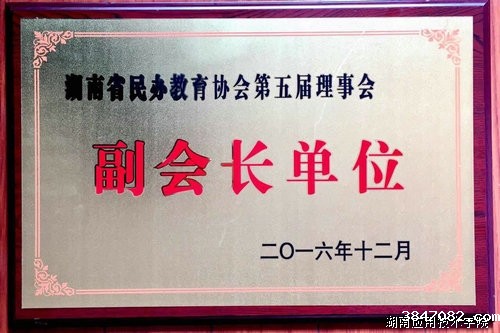 湖南省民办教育协会第五届理事会
副会长单位
二〇一六年十二月
3847082.com
湖南应用技术学院